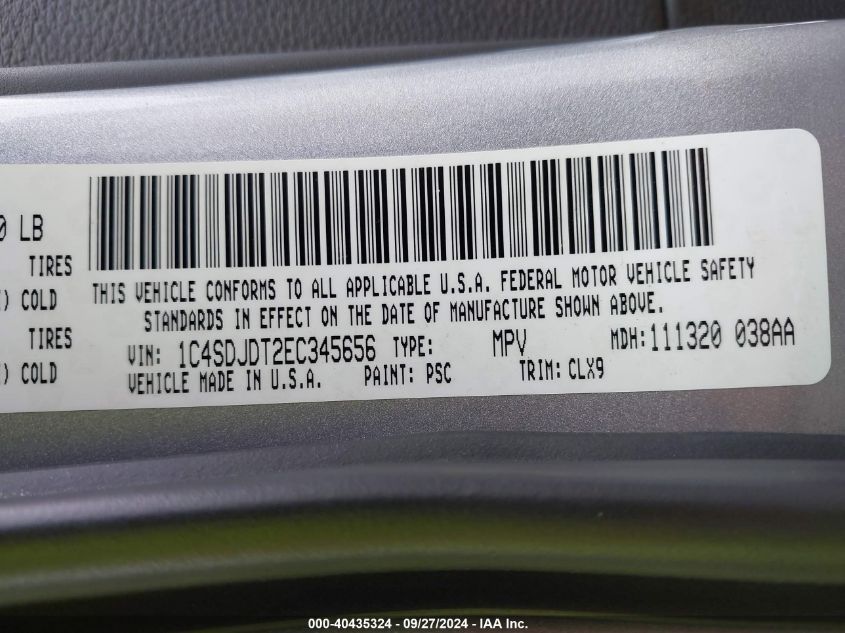 0 LB
TIRES
) COLD
TIRES
) COLD
THIS VEHICLE CONFORMS TO ALL APPLICABLE U.S.A. FEDERAL MOTOR VEHICLE SAFETY
STANDARDS IN EFFECT ON THE DATE OF MANUFACTURE SHOWN ABOVE.
VIN: 1C4SDJDT2EC345656 TYPE: MPV MDH: 111320 038AA
VEHICLE MADE IN U.S.A. PAINT: PSC TRIM: CLX9
000-40435324 - 09/27/2024 - IAA Inc.